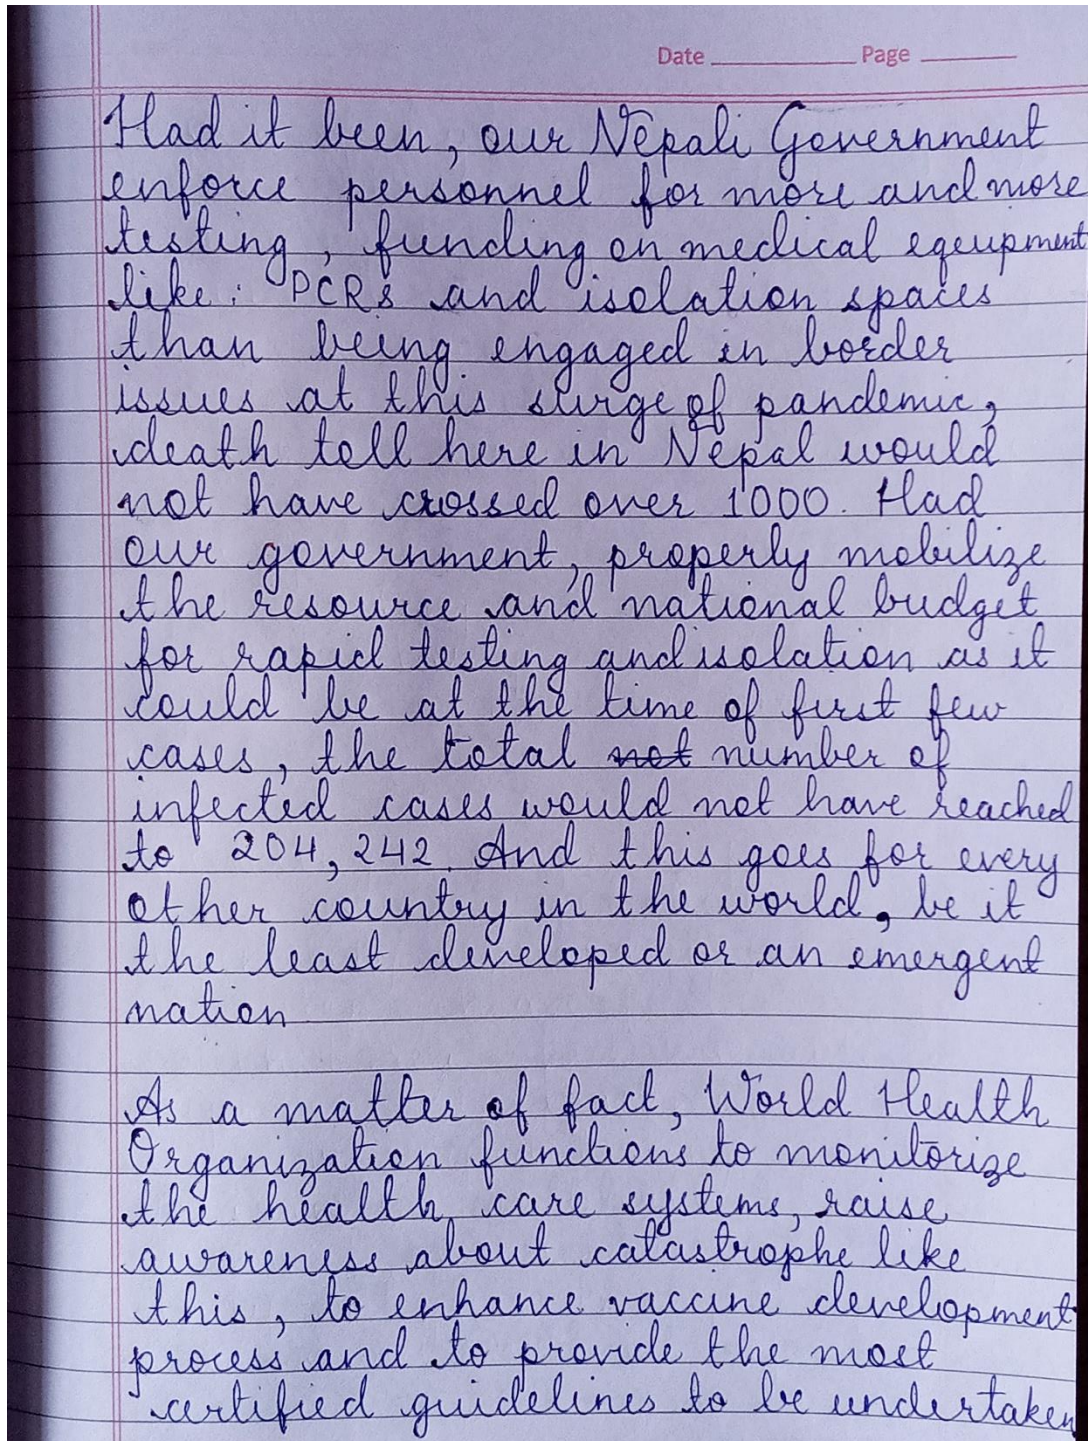 Date Page
Had it been, our Nepali Government
enforce personnel for more and more
testing, funding on medical equipment
like: PCRs and isolation spaces
than being engaged in border
issues at this surge of pandemic,
death toll here in Nepal would
not have crossed over 1000. Had
our government, properly mobilize
the resource and national budget
for rapid testing and isolation as it
could be at the time of first few
cases, the total not number of
infected cases would not have reached
to 204,242. And this goes for every
other country in the world, be it
the least developed or an emergent
nation
As a matter of fact, World Health
Organization functions to monitorize
the health care systems, raise
awareness about catastrophe like
this, to enhance vaccine development
process and to provide the most
certified guidelines to be undertaken